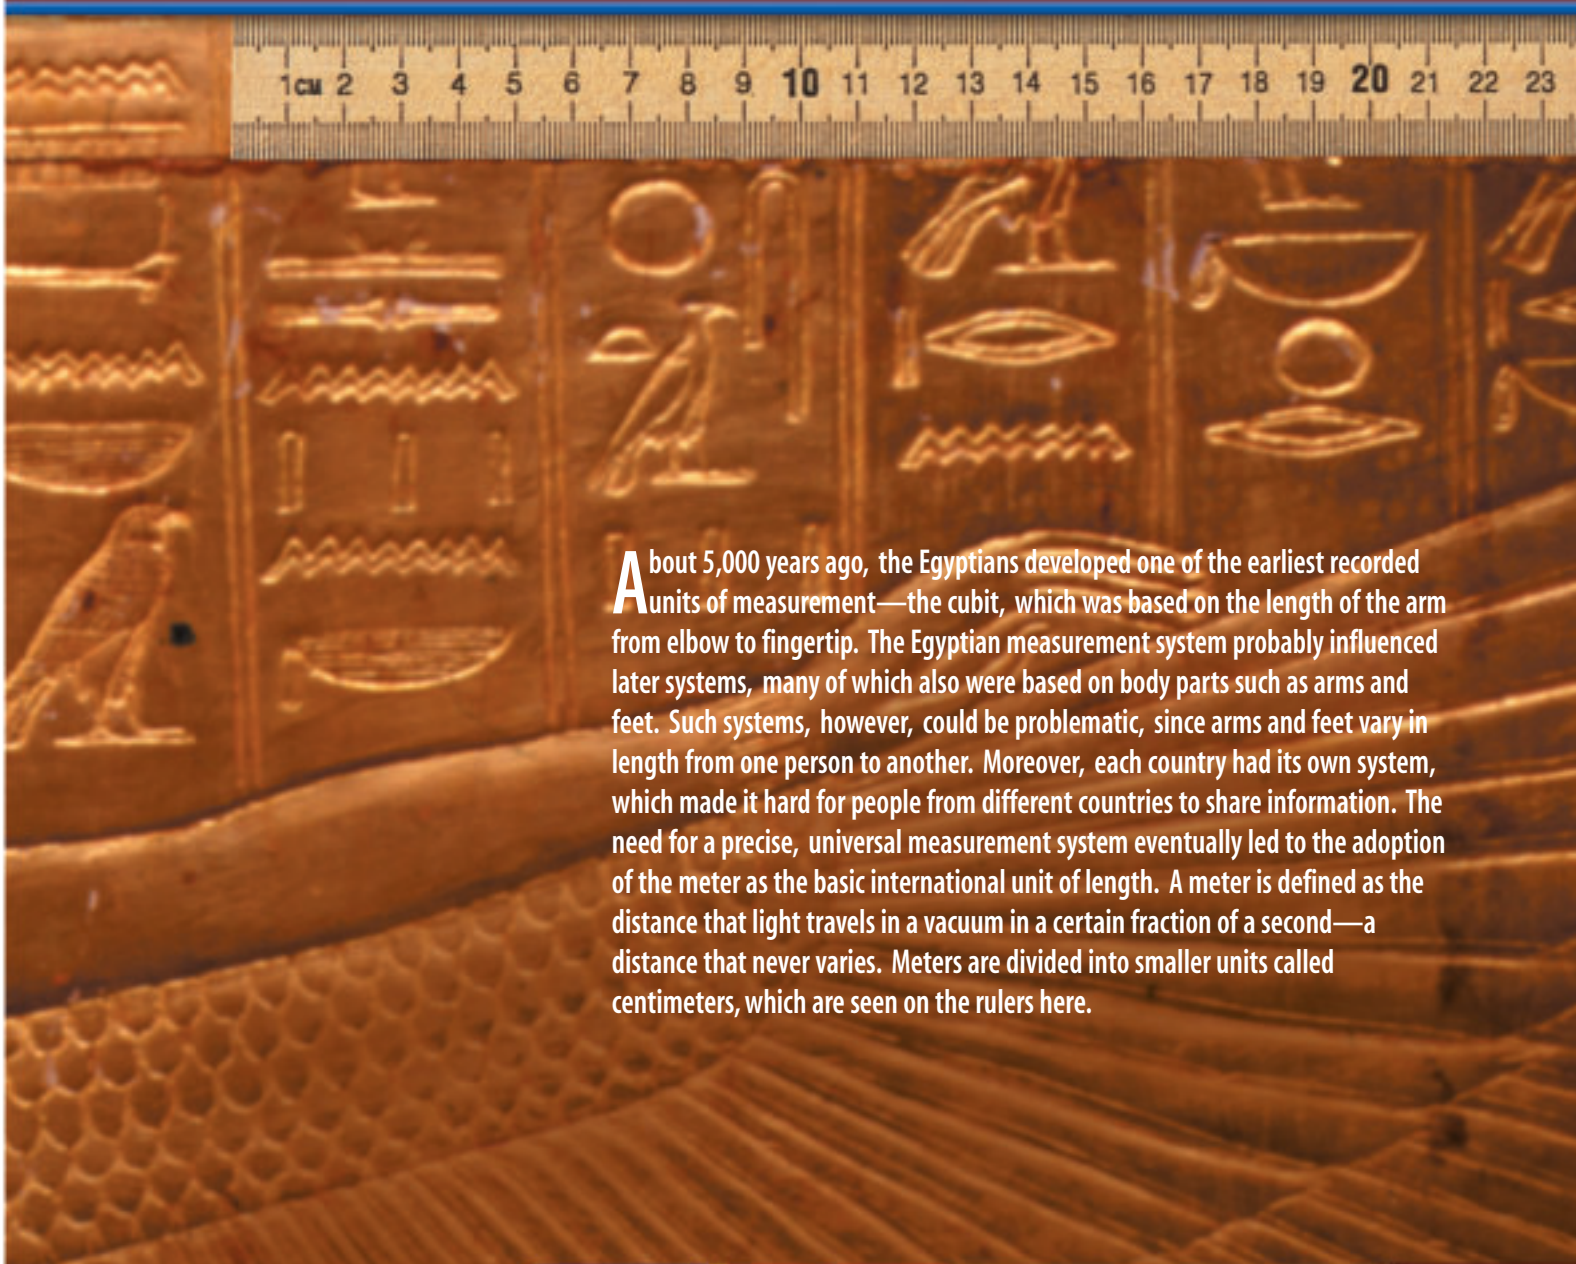 1CM 2 3 4 5 6 7 8 9 10 11 12 13 14 15 16 17 18 19 20 21 22 23
About 5,000 years ago, the Egyptians developed one of the earliest recorded
units of measurement—the cubit, which was based on the length of the arm
from elbow to fingertip. The Egyptian measurement system probably influenced
later systems, many of which also were based on body parts such as arms and
feet. Such systems, however, could be problematic, since arms and feet vary in
length from one person to another. Moreover, each country had its own system,
which made it hard for people from different countries to share information. The
need for a precise, universal measurement system eventually led to the adoption
of the meter as the basic international unit of length. A meter is defined as the
distance that light travels in a vacuum in a certain fraction of a second—a
distance that never varies. Meters are divided into smaller units called
centimeters, which are seen on the rulers here.